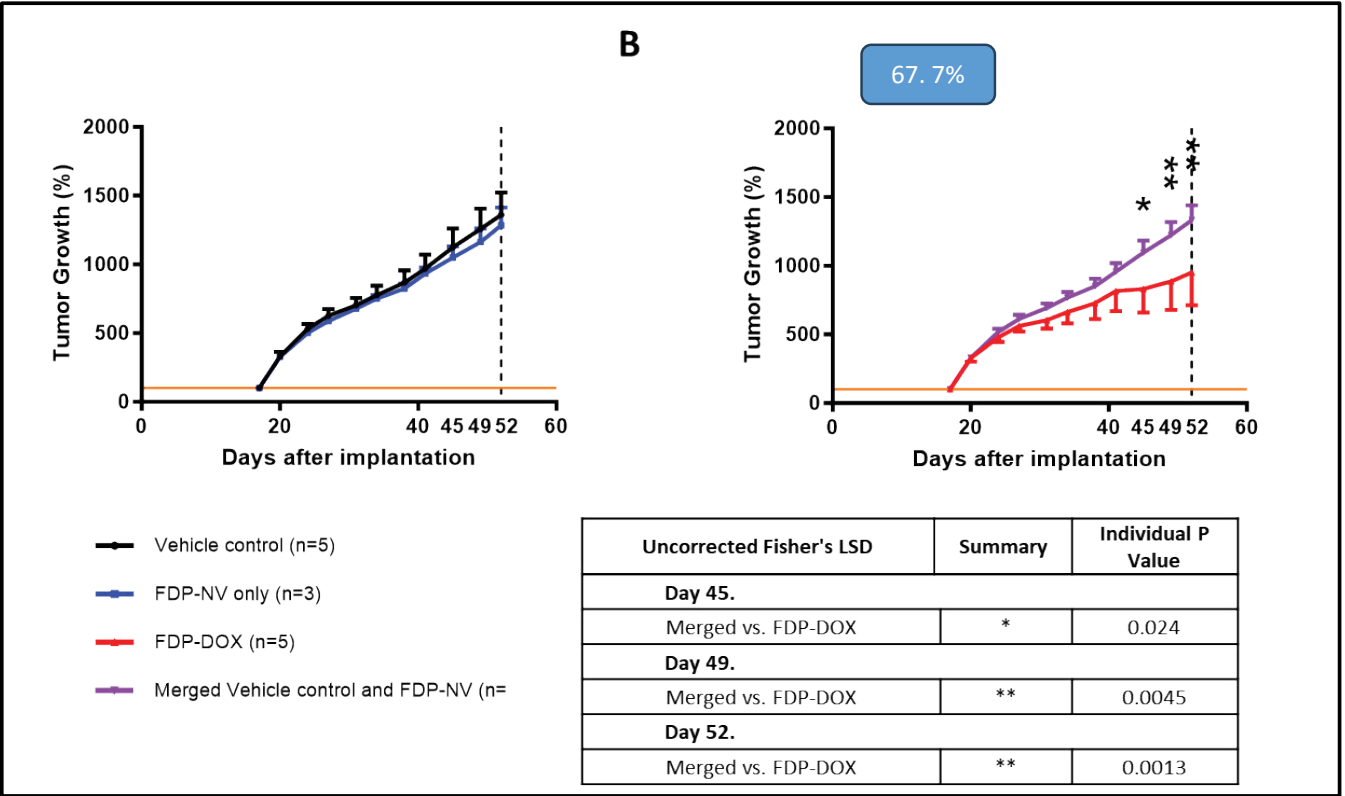 B
67. 7%
2000
1500
1000
500
0
Tumor Growth (%)
0 20 40 45 49 52 60
Days after implantation
2000
1500
1000
500
0
Tumor Growth (%)
* ** **
0 20 40 45 49 52 60
Days after implantation
Vehicle control (n=5)
FDP-NV only (n=3)
FDP-DOX (n=5)
Merged Vehicle control and FDP-NV (n=
Uncorrected Fisher's LSD Summary Individual P
Value
Day 45.
Merged vs. FDP-DOX * 0.024
Day 49.
Merged vs. FDP-DOX ** 0.0045
Day 52.
Merged vs. FDP-DOX ** 0.0013